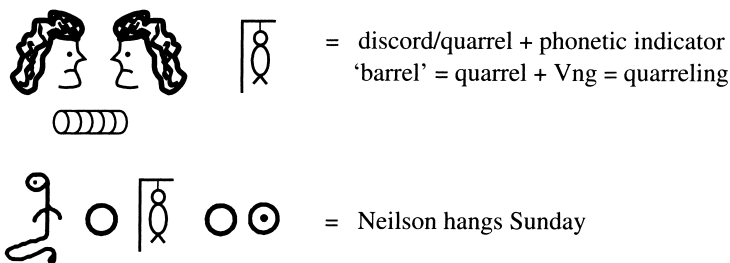 = discord/quarrel + phonetic indicator
‘barrel’ = quarrel + Vng = quarreling
= Neilson hangs Sunday